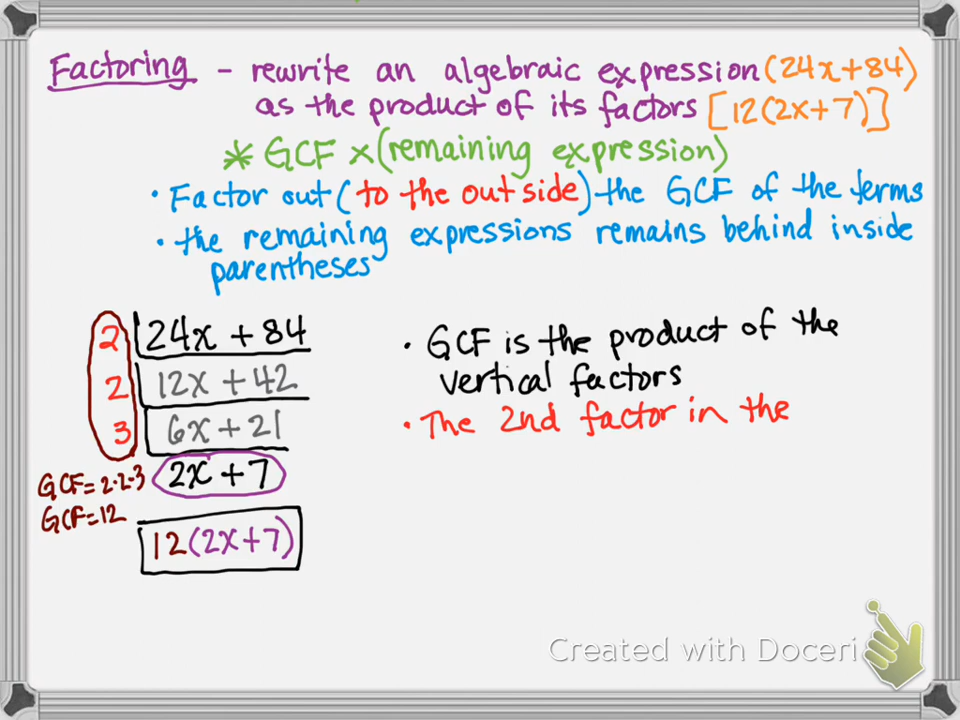 Factoring - rewrite an algebraic expression (24x+84)
as the product of its factors [12(2x+7)]
* GCF x (remaining expression)
• Factor out (to the outside) the GCF of the terms
• the remaining expressions remains behind inside
parentheses
2 24x + 84
2 12x + 42
3 6x + 21
2x + 7
GCF=2·2·3
GCF=12
12(2x+7)
• GCF is the product of the
vertical factors
• The 2nd factor in the
Created with Doceri